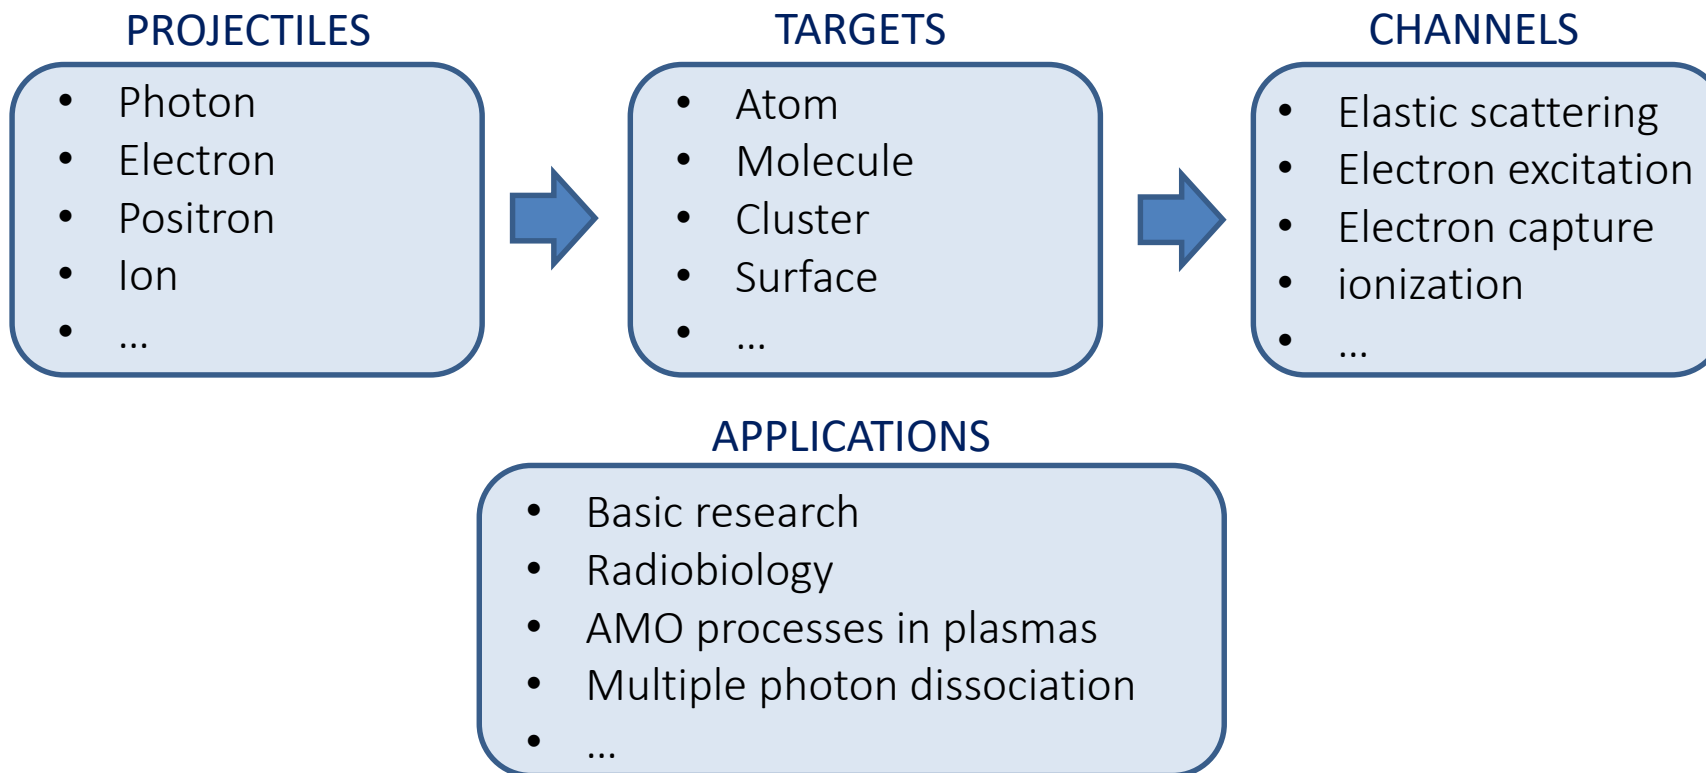 PROJECTILES
• Photon
• Electron
• Positron
• Ion
• ...
TARGETS
• Atom
• Molecule
• Cluster
• Surface
• ...
CHANNELS
• Elastic scattering
• Electron excitation
• Electron capture
• ionization
• ...
APPLICATIONS
• Basic research
• Radiobiology
• AMO processes in plasmas
• Multiple photon dissociation
• ...